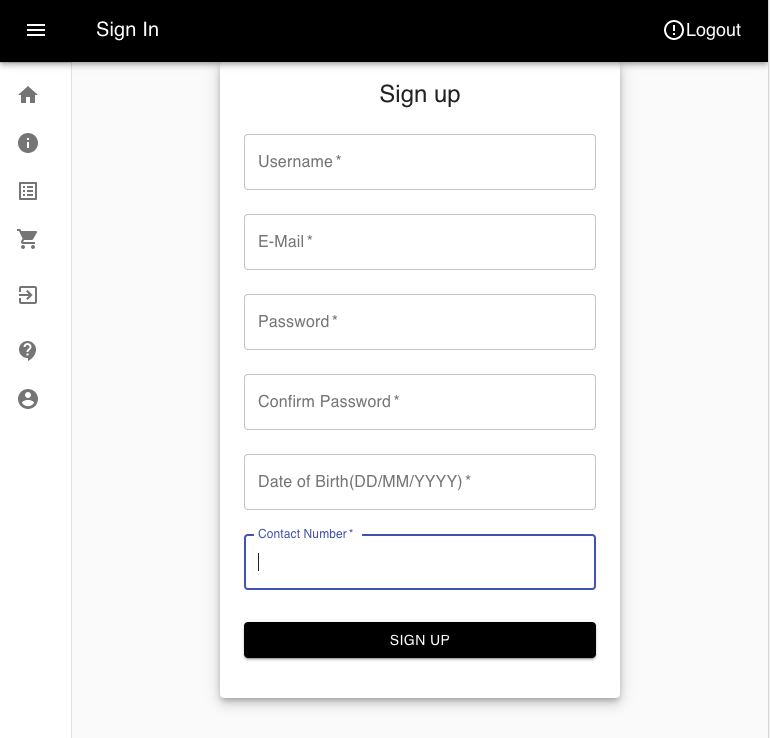 Sign In
Logout
Sign up
Username *
E-Mail *
Password *
Confirm Password *
Date of Birth(DD/MM/YYYY) *
Contact Number *
SIGN UP